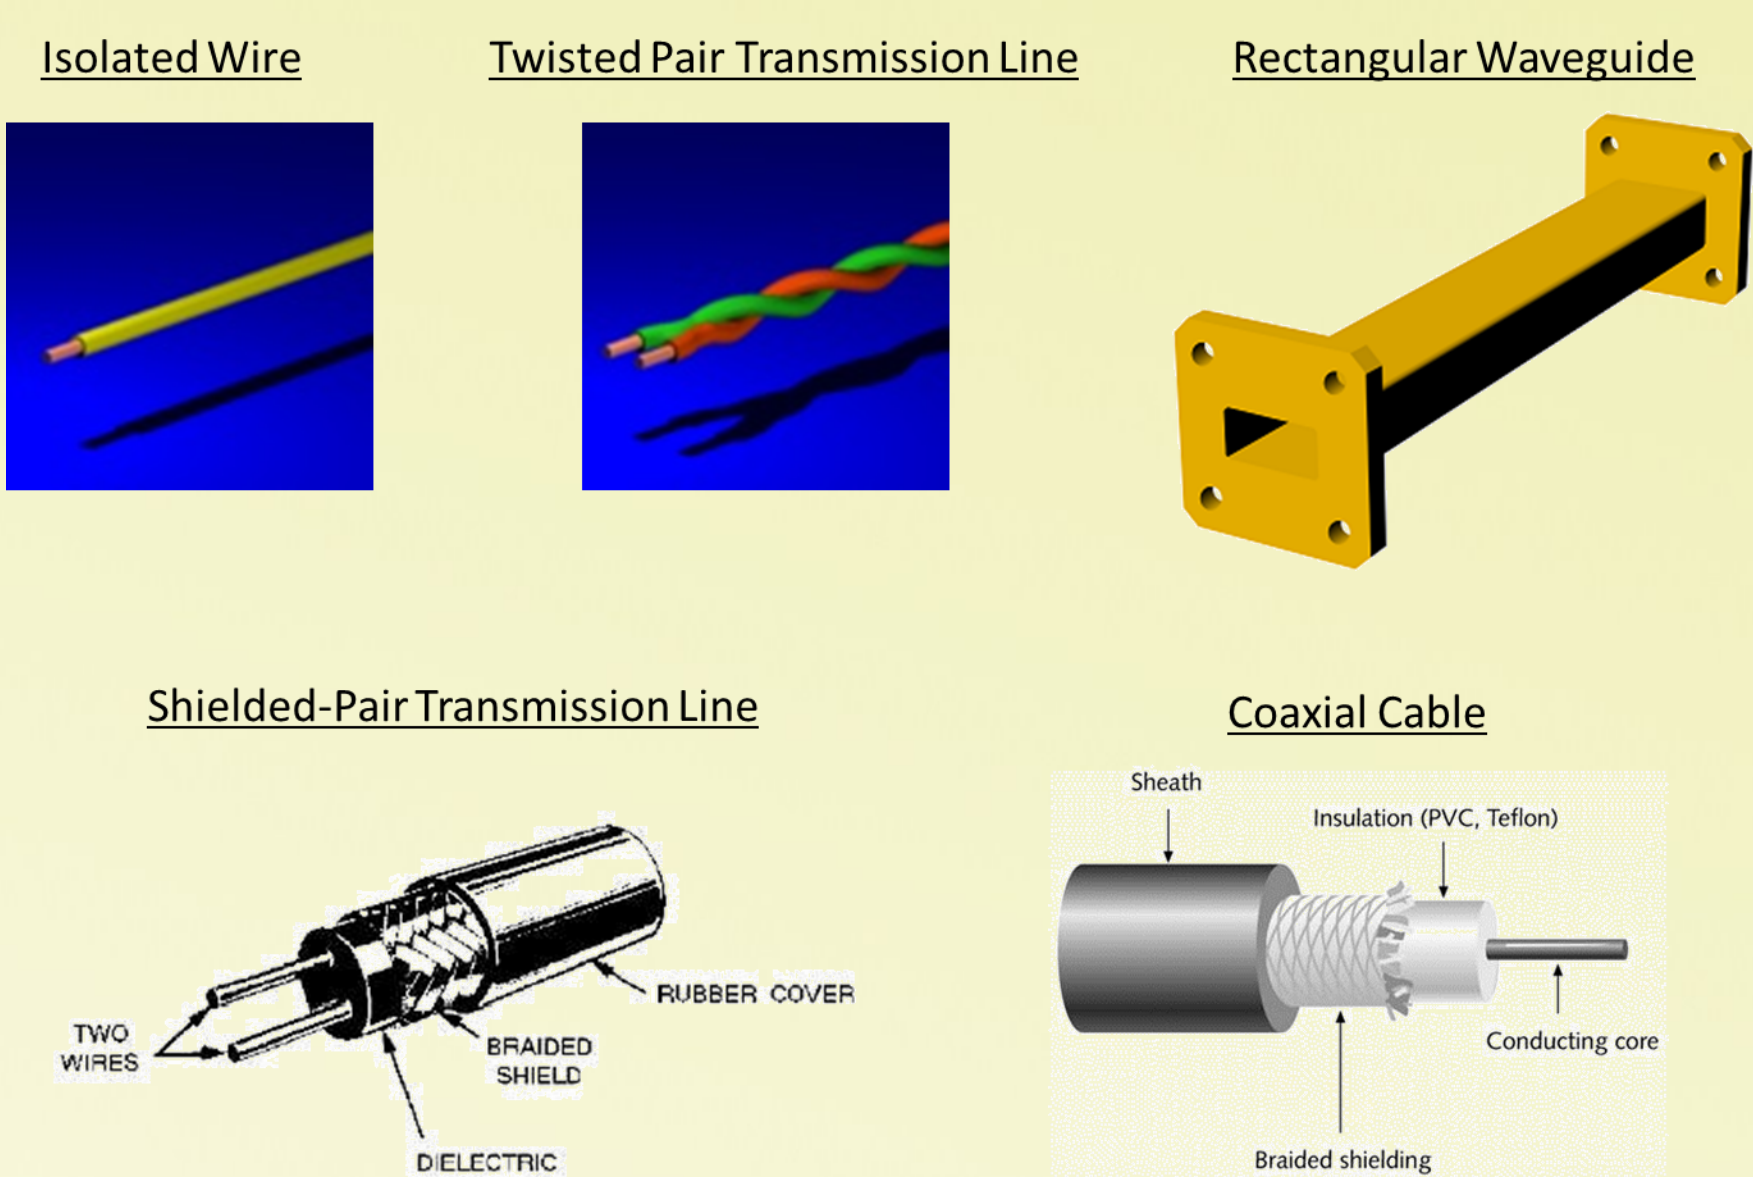 Isolated Wire
Twisted Pair Transmission Line
Rectangular Waveguide
Shielded-Pair Transmission Line
TWO
WIRES
RUBBER COVER
BRAIDED
SHIELD
DIELECTRIC
Coaxial Cable
Sheath
Insulation (PVC, Teflon)
Conducting core
Braided shielding